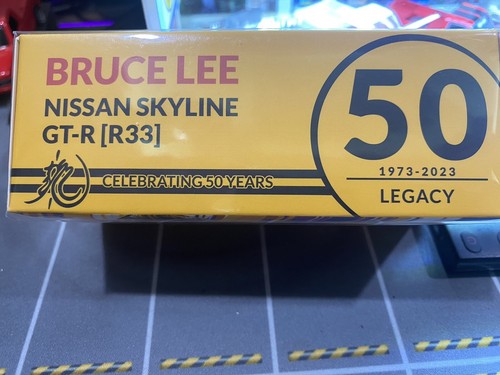 BRUCE LEE
NISSAN SKYLINE
GT-R [R33]
CELEBRATING 50 YEARS
50
1973-2023
LEGACY